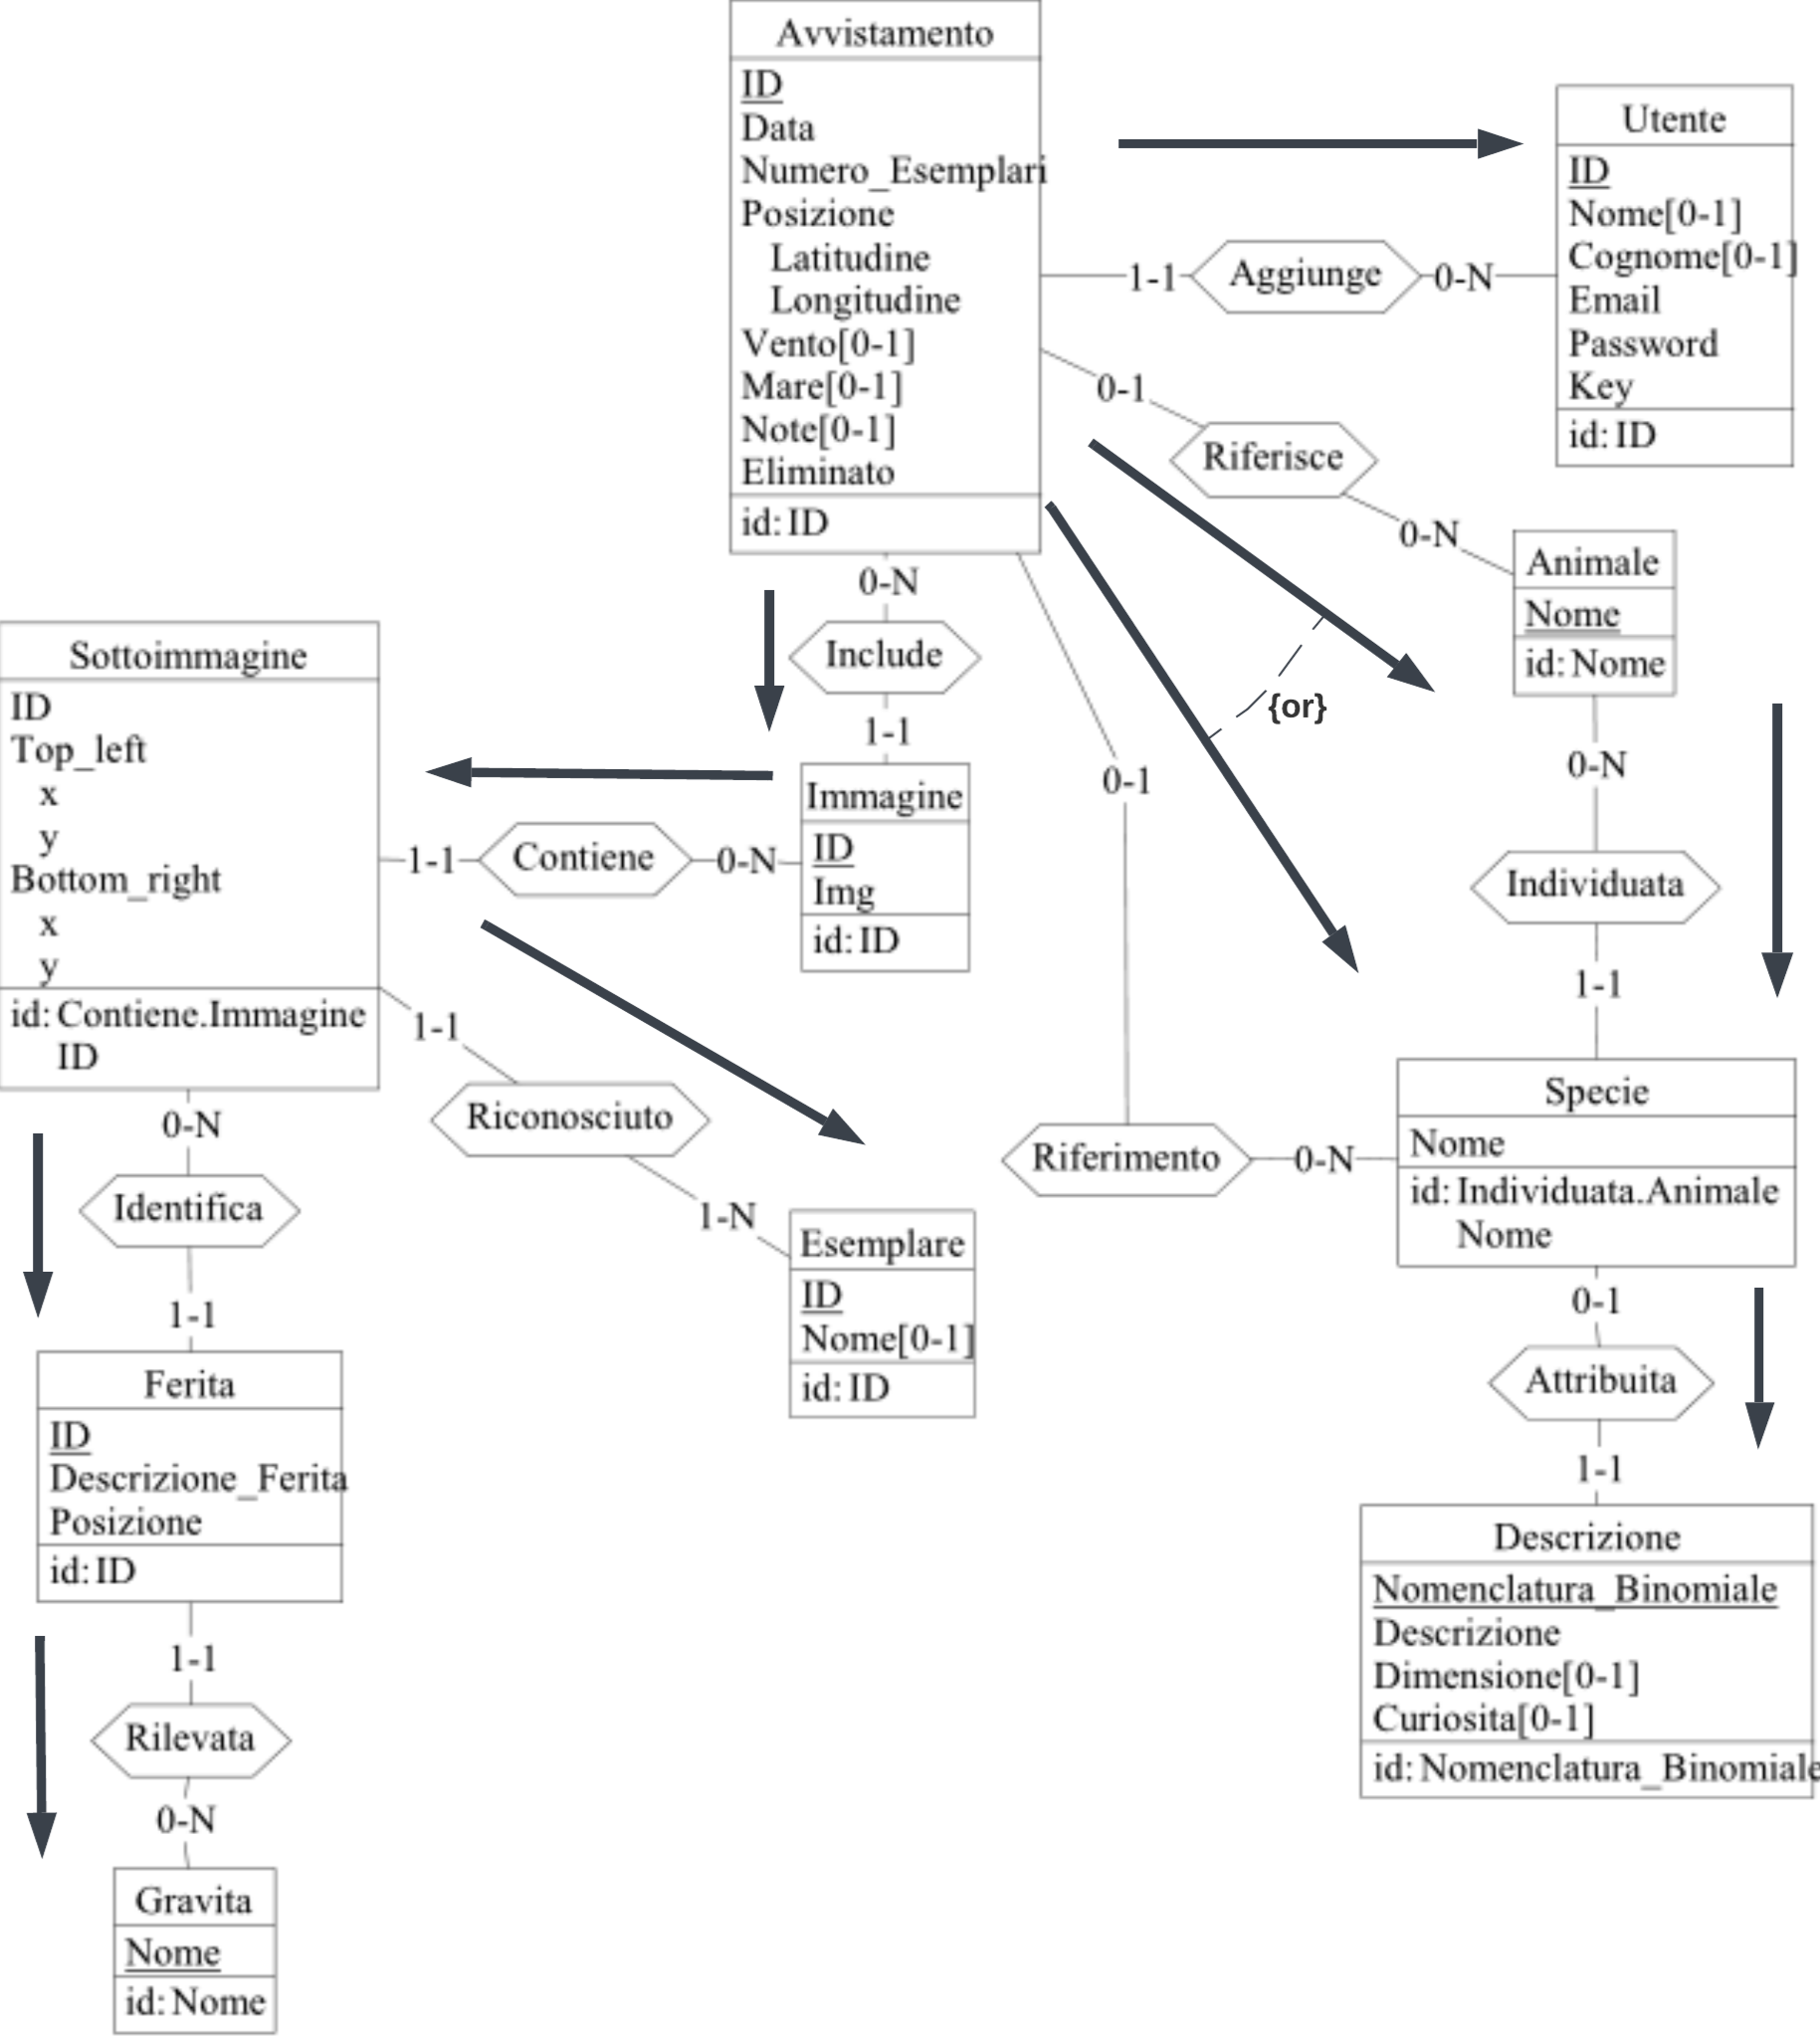 Avvistamento
ID
Data
Numero_Esemplari
Posizione
Latitudine
Longitudine
Vento[0-1]
Mare[0-1]
Note[0-1]
Eliminato
id: ID
Utente
ID
Nome[0-1]
Cognome[0-1]
Email
Password
Key
id: ID
1-1
Aggiunge
0-N
0-1
Riferisce
0-N
Animale
Nome
id: Nome
0-N
Include
1-1
{or}
0-1
Sottoimmagine
ID
Top_left
x
y
Bottom_right
x
y
id: Contiene.Immagine
ID
1-1
Contiene
0-N
Immagine
ID
Img
id: ID
0-N
Individuata
1-1
1-1
Riconosciuto
1-N
Riferimento
0-N
Specie
Nome
id: Individuata.Animale
Nome
0-N
Identifica
1-1
Esemplare
ID
Nome[0-1]
id: ID
0-1
Attribuita
1-1
Ferita
ID
Descrizione_Ferita
Posizione
id: ID
Descrizione
Nomenclatura_Binomiale
Descrizione
Dimensione[0-1]
Curiosita[0-1]
id: Nomenclatura_Binomiale
1-1
Rilevata
0-N
Gravita
Nome
id: Nome